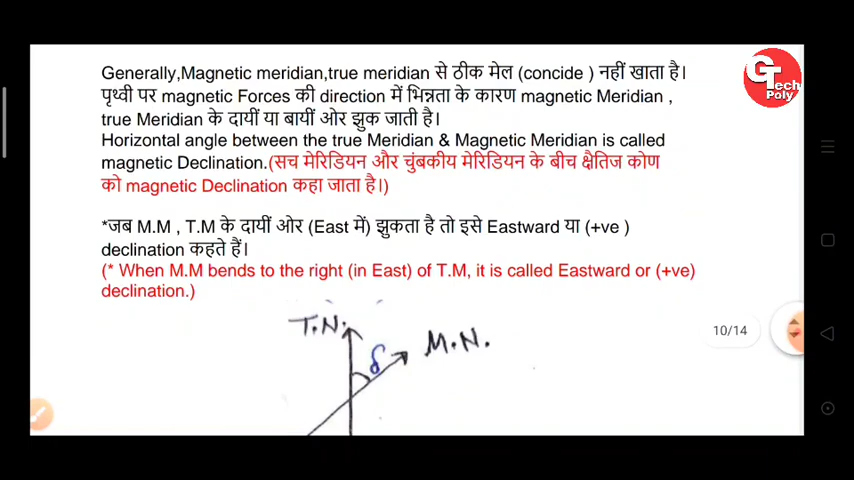 Generally,Magnetic meridian,true meridian से ठीक मेल (concide ) नहीं खाता है।
पृथ्वी पर magnetic Forces की direction में भिन्नता के कारण magnetic Meridian ,
true Meridian के दायीं या बायीं ओर झुक जाती है।
Horizontal angle between the true Meridian & Magnetic Meridian is called
magnetic Declination.(सच मेरिडियन और चुंबकीय मेरिडियन के बीच क्षैतिज कोण
को magnetic Declination कहा जाता है।)
*जब M.M , T.M के दायीं ओर (East में) झुकता है तो इसे Eastward या (+ve )
declination कहते हैं।
(* When M.M bends to the right (in East) of T.M, it is called Eastward or (+ve)
declination.)
T.N.
δ
M.N.
10/14
GTech
Poly